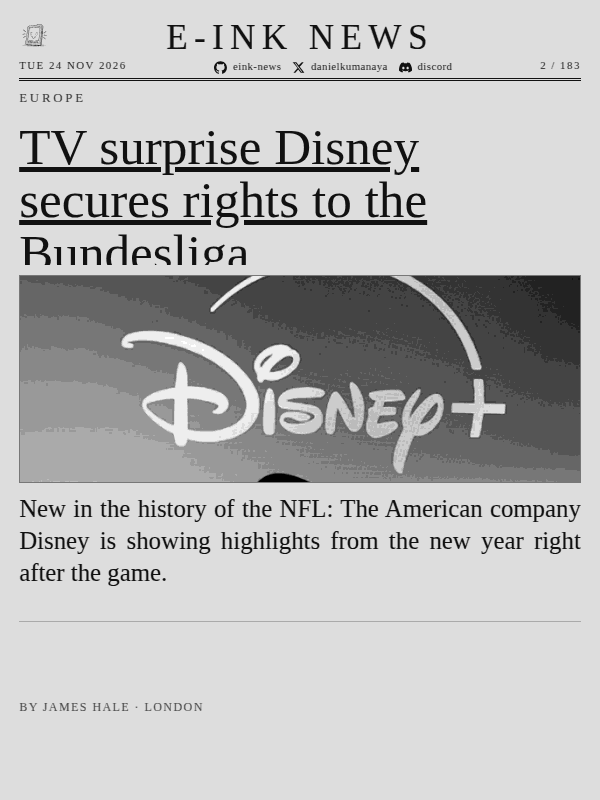 E-INK NEWS
TUE 24 NOV 2026
eink-news danielkumanaya discord
2 / 183
EUROPE
TV surprise Disney
secures rights to the
Bundesliga
Disney+
New in the history of the NFL: The American company
Disney is showing highlights from the new year right
after the game.
BY JAMES HALE · LONDON